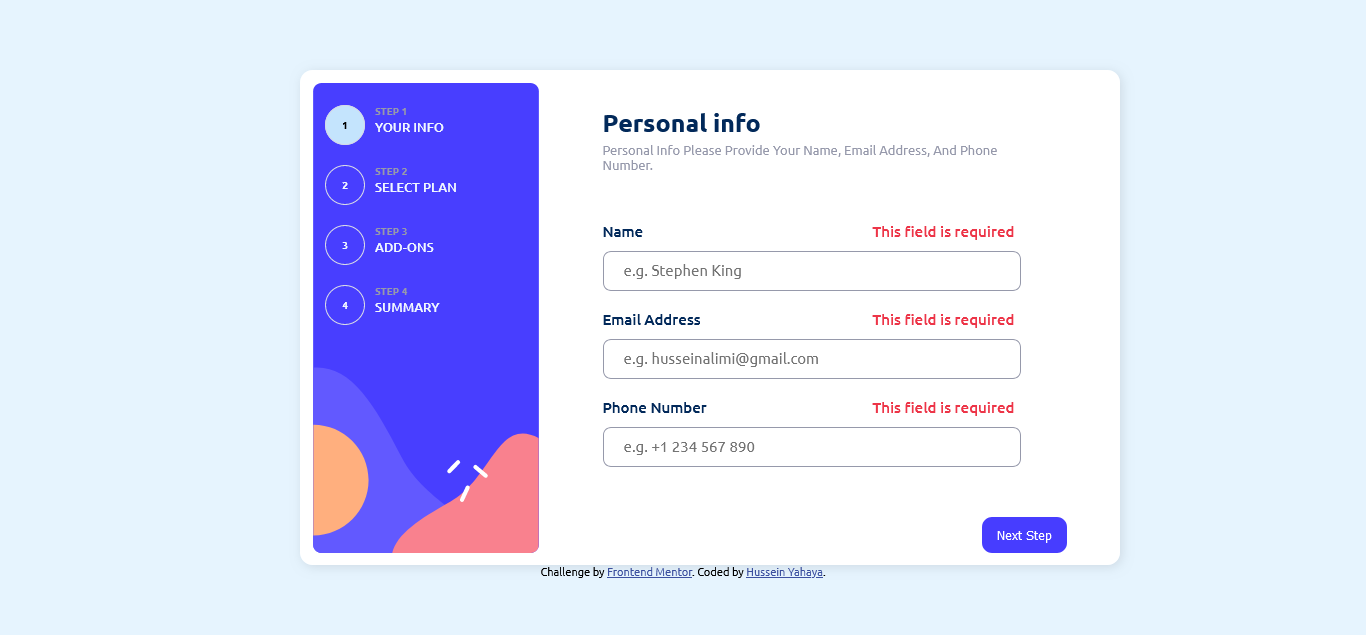 1
STEP 1
YOUR INFO
2
STEP 2
SELECT PLAN
3
STEP 3
ADD-ONS
4
STEP 4
SUMMARY
Personal info
Personal Info Please Provide Your Name, Email Address, And Phone
Number.
Name This field is required
e.g. Stephen King
Email Address This field is required
e.g. husseinalimi@gmail.com
Phone Number This field is required
e.g. +1 234 567 890
Next Step
Challenge by Frontend Mentor. Coded by Hussein Yahaya.